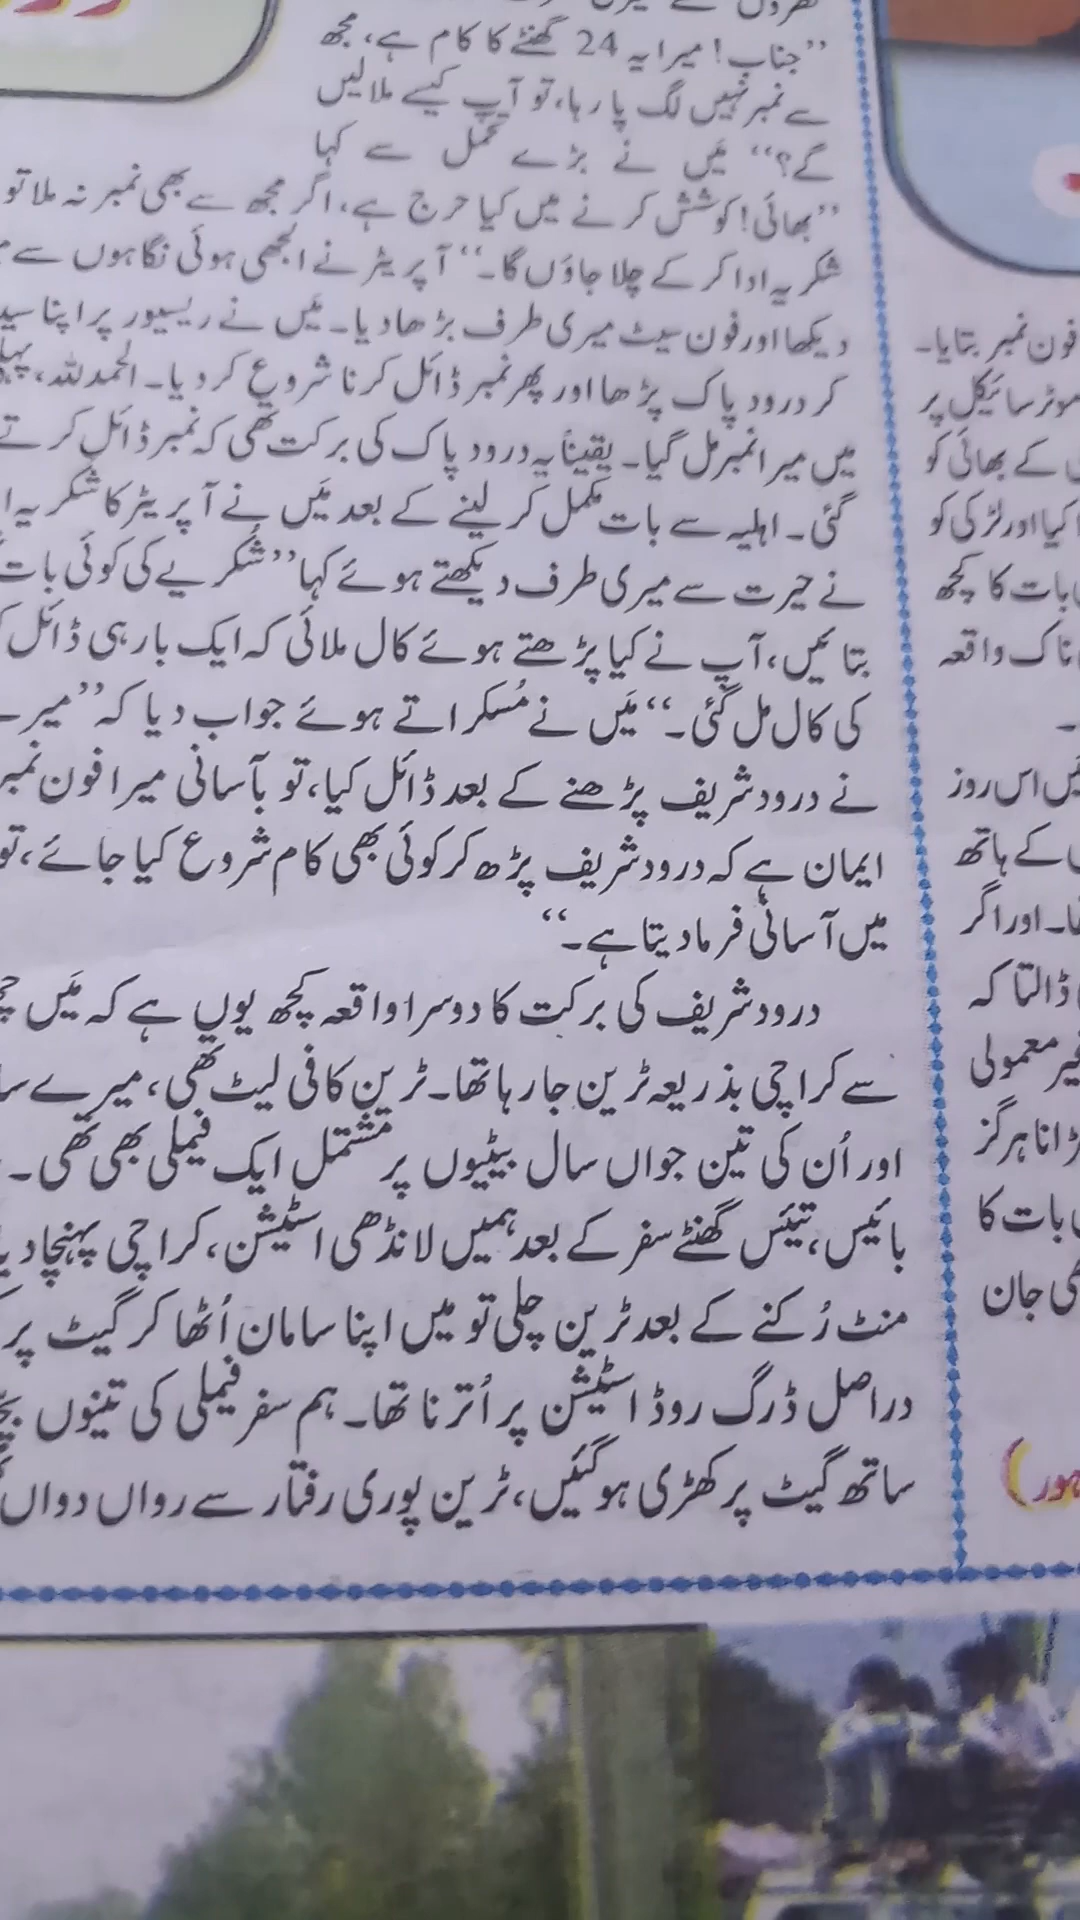 ”جناب! میرا یہ 24 گھنٹے کا کام ہے، مجھ
سے نمبر نہیں لگ پا رہا، تو آپ کیسے ملا لیں
گے؟“ مَیں نے بڑے تحمل سے کہا
”بھائی! کوشش کرنے میں کیا حرج ہے، اگر مجھ سے بھی نمبر نہ ملا تو
شکریہ ادا کر کے چلا جاؤں گا۔“ آپریٹر نے الجھی ہوئی نگاہوں سے
دیکھا اور فون سیٹ میری طرف بڑھا دیا۔ مَیں نے ریسیور پر اپنا
کر درود پاک پڑھا اور پھر نمبر ڈائل کرنا شروع کر دیا۔ الحمدللہ،
میں میرا نمبر مل گیا۔ یقیناً یہ درود پاک کی برکت تھی کہ نمبر ڈائل کرتے
گئی۔ اہلیہ سے بات مکمل کر لینے کے بعد مَیں نے آپریٹر کا شکریہ
نے حیرت سے میری طرف دیکھتے ہوئے کہا ”شکریے کی کوئی بات
بتائیں، آپ نے کیا پڑھتے ہوئے کال ملائی کہ ایک بار ہی ڈائل
کی کال مل گئی۔“ مَیں نے مُسکراتے ہوئے جواب دیا کہ ”
نے درود شریف پڑھنے کے بعد ڈائل کیا، تو بآسانی میرا فون نمبر
ایمان ہے کہ درود شریف پڑھ کر کوئی بھی کام شروع کیا جائے، تو
میں آسانی فرما دیتا ہے۔“
درود شریف کی برکت کا دوسرا واقعہ کچھ یوں ہے کہ مَیں
سے کراچی بذریعہ ٹرین جا رہا تھا۔ ٹرین کافی لیٹ تھی، میرے
اور اُن کی تین جواں سال بیٹیوں پر مشتمل ایک فیملی بھی تھی۔
بائیس، تیئس گھنٹے سفر کے بعد ہمیں لانڈھی اسٹیشن، کراچی پہنچا
منٹ رُکنے کے بعد ٹرین چلی تو میں اپنا سامان اُٹھا کر گیٹ پر
دراصل ڈرگ روڈ اسٹیشن پر اُترنا تھا۔ ہم سفر فیملی کی تینوں
ساتھ گیٹ پر کھڑی ہو گئیں، ٹرین پوری رفتار سے رواں دواں
فون نمبر بتایا۔
موٹر سائیکل پر
کے بھائی کو
کیا اور لڑکی کو
بات کا کچھ
ناک واقعہ
اس روز
کے ہاتھ
اور اگر
ڈالتا کہ
غیر معمولی
ہرگز
بات کا
جان